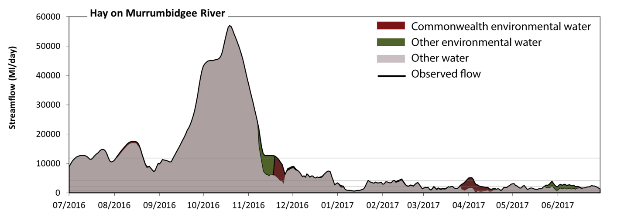 Hay on Murrumbidgee River
Commonwealth environmental water
Other environmental water
Other water
Observed flow
Streamflow (Ml/day)
60000
50000
40000
30000
20000
10000
0
07/2016 08/2016 09/2016 10/2016 11/2016 12/2016 01/2017 02/2017 03/2017 04/2017 05/2017 06/2017